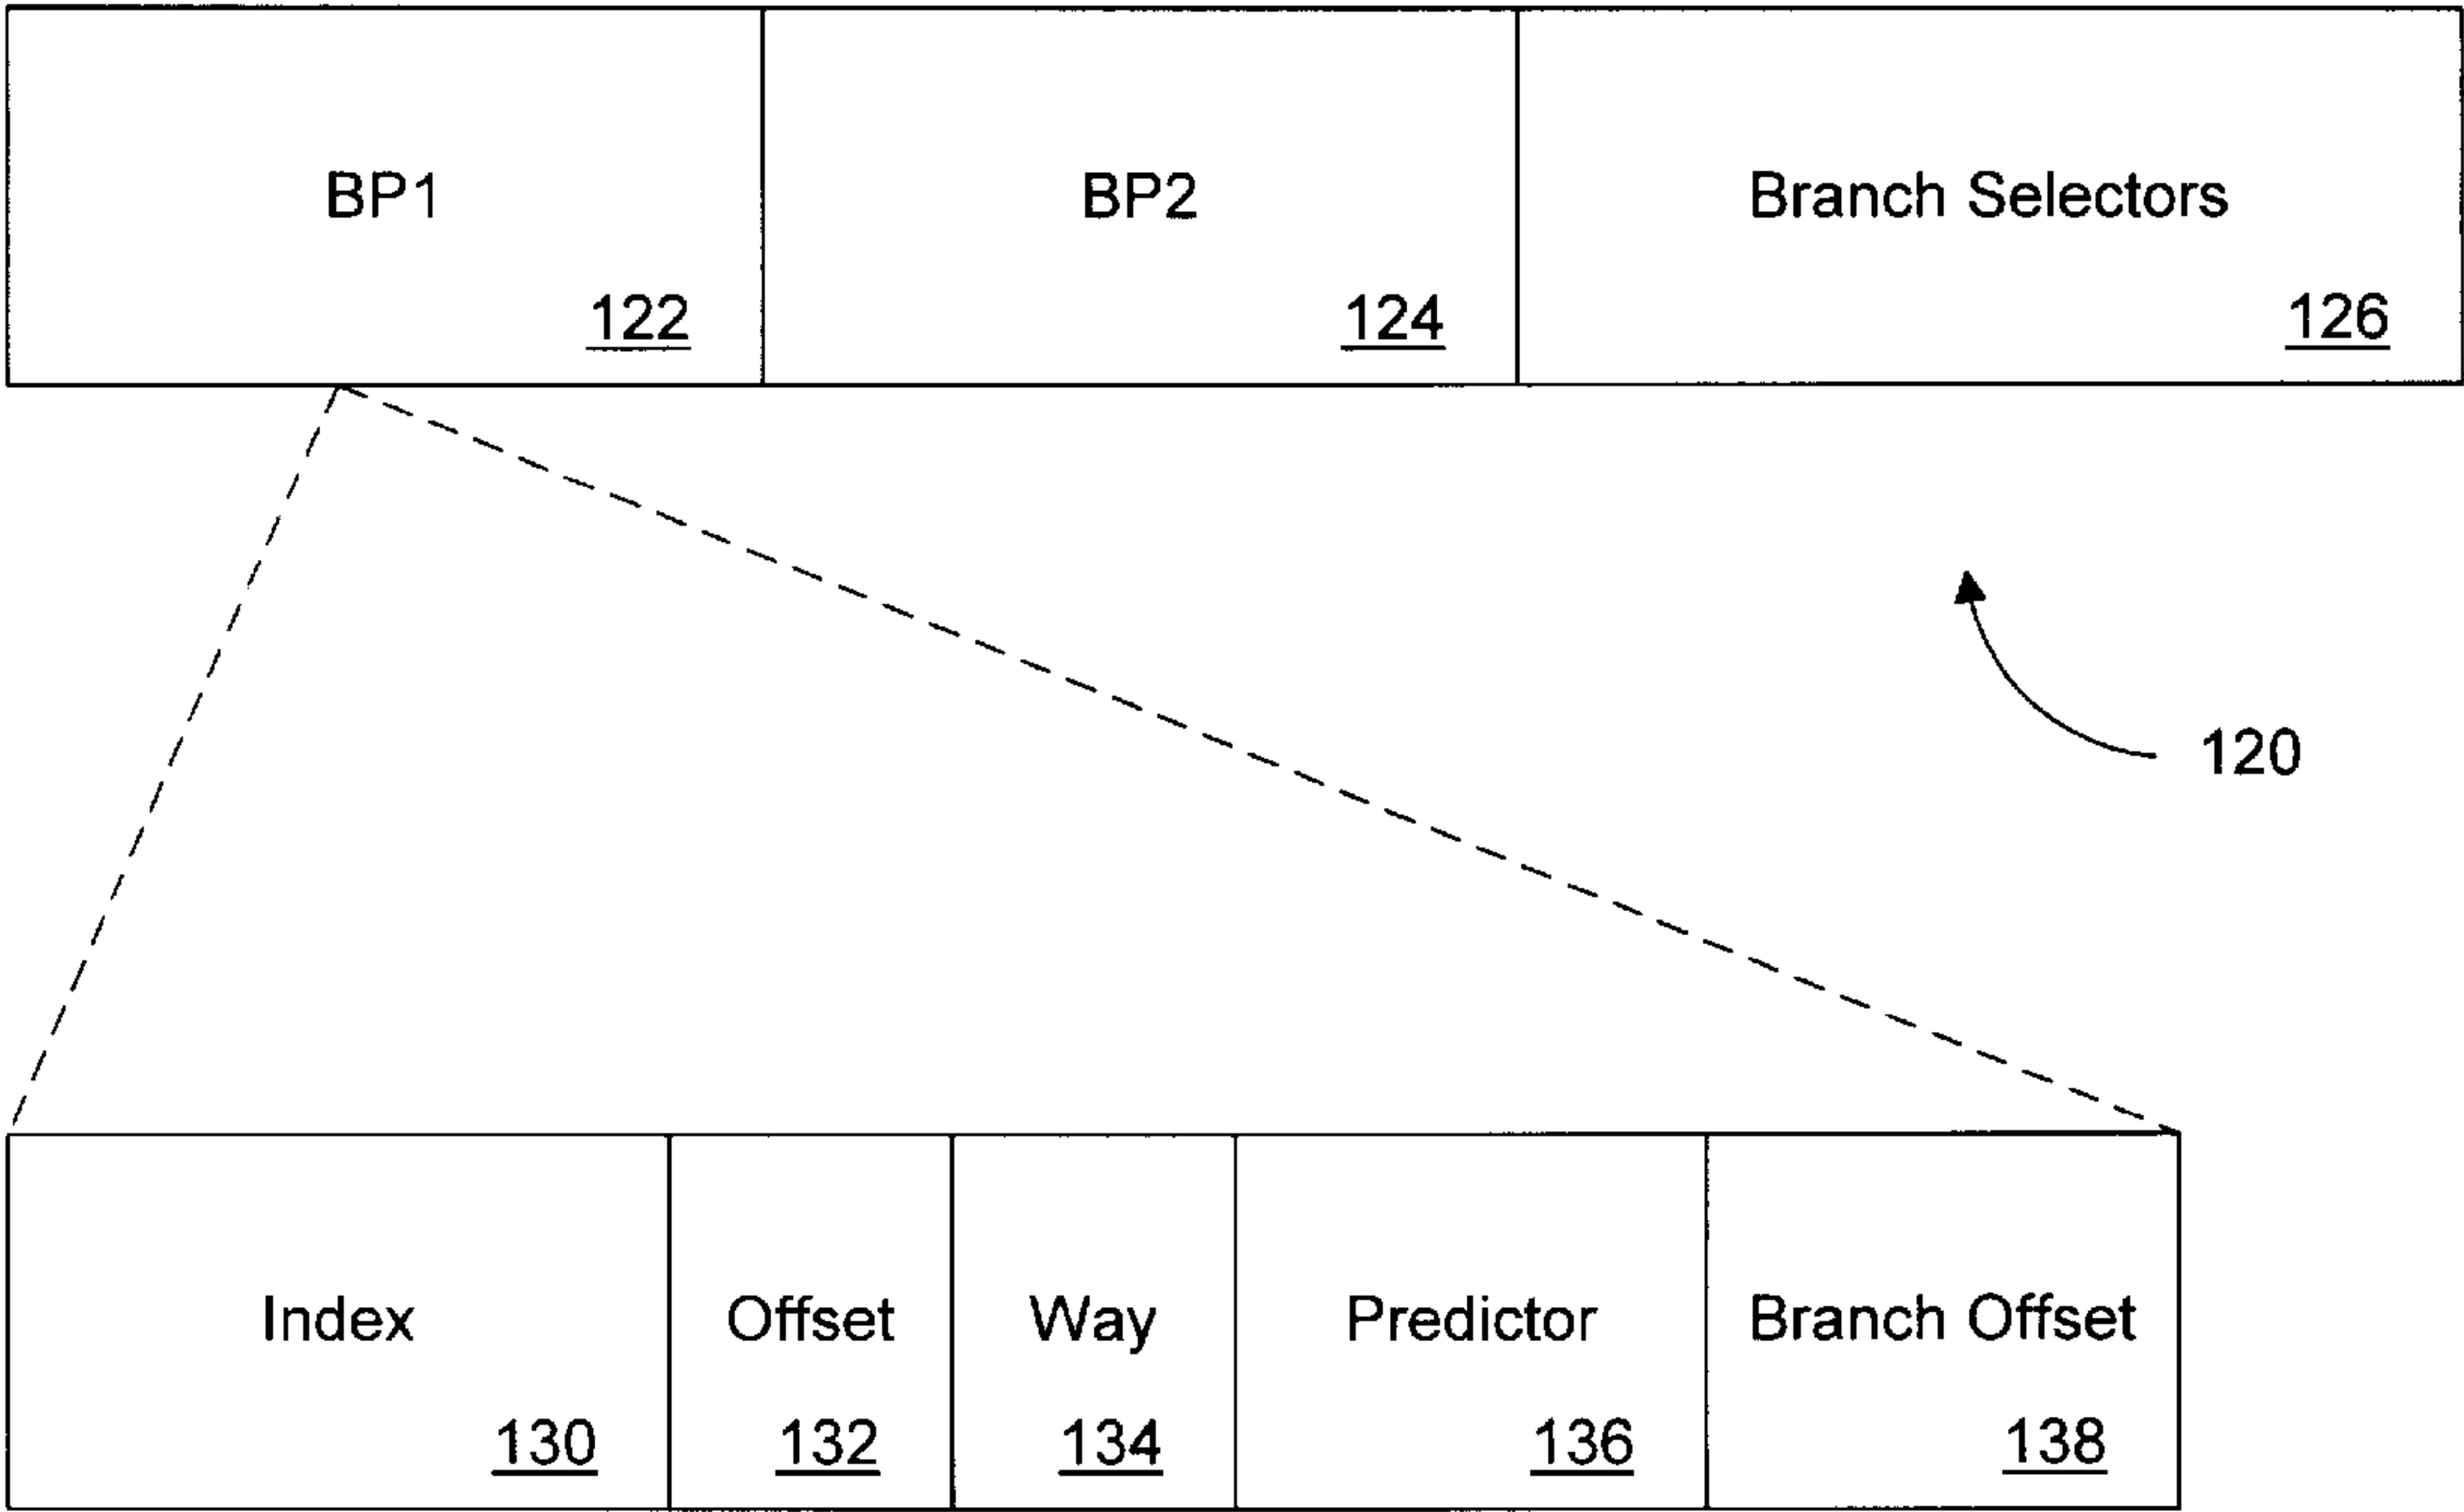 BP1
122
BP2
124
Branch Selectors
126
120
Index
130
Offset
132
Way
134
Predictor
136
Branch Offset
138